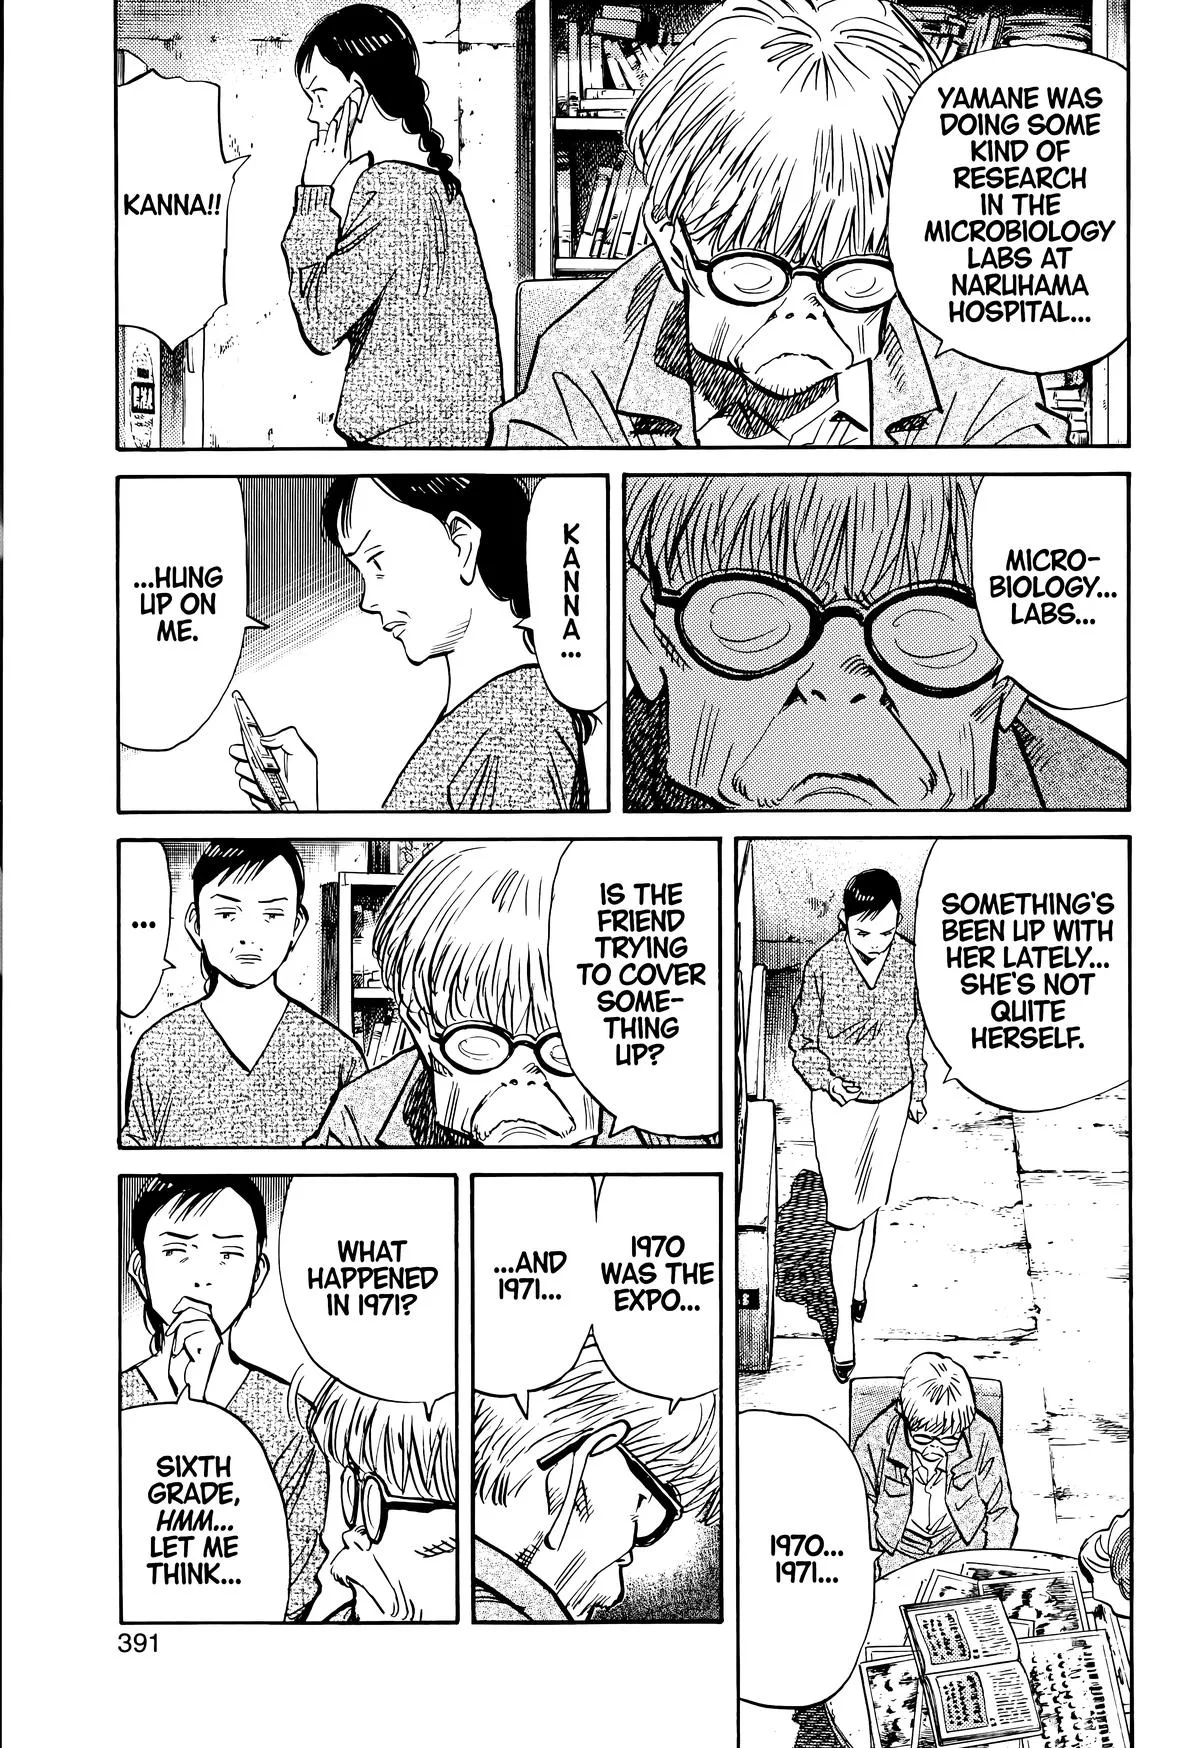 YAMANE WAS
DOING SOME
KIND OF
RESEARCH
IN THE
MICROBIOLOGY
LABS AT
NARUHAMA
HOSPITAL...
KANNA!!
MICRO-
BIOLOGY...
LABS...
KANNA...
...HUNG
UP ON
ME.
SOMETHING'S
BEEN UP WITH
HER LATELY...
SHE'S NOT
QUITE
HERSELF.
1970...
1971...
IS THE
FRIEND
TRYING
TO COVER
SOME-
THING
UP?
...
1970
WAS THE
EXPO...
...AND
1971...
WHAT
HAPPENED
IN 1971?
SIXTH
GRADE,
HMM...
LET ME
THINK...
391